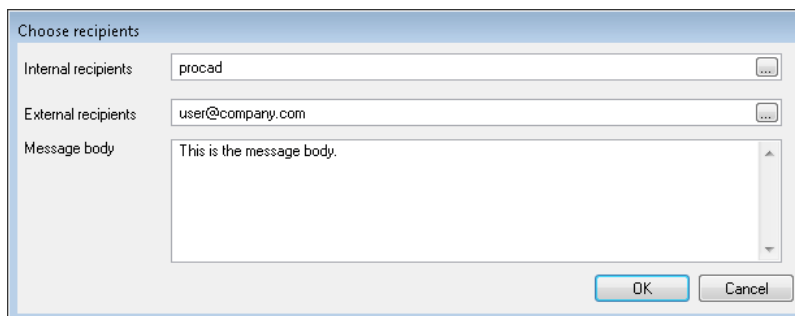 Choose recipients
Internal recipients procad ...
External recipients user@company.com ...
Message body This is the message body.
OK Cancel